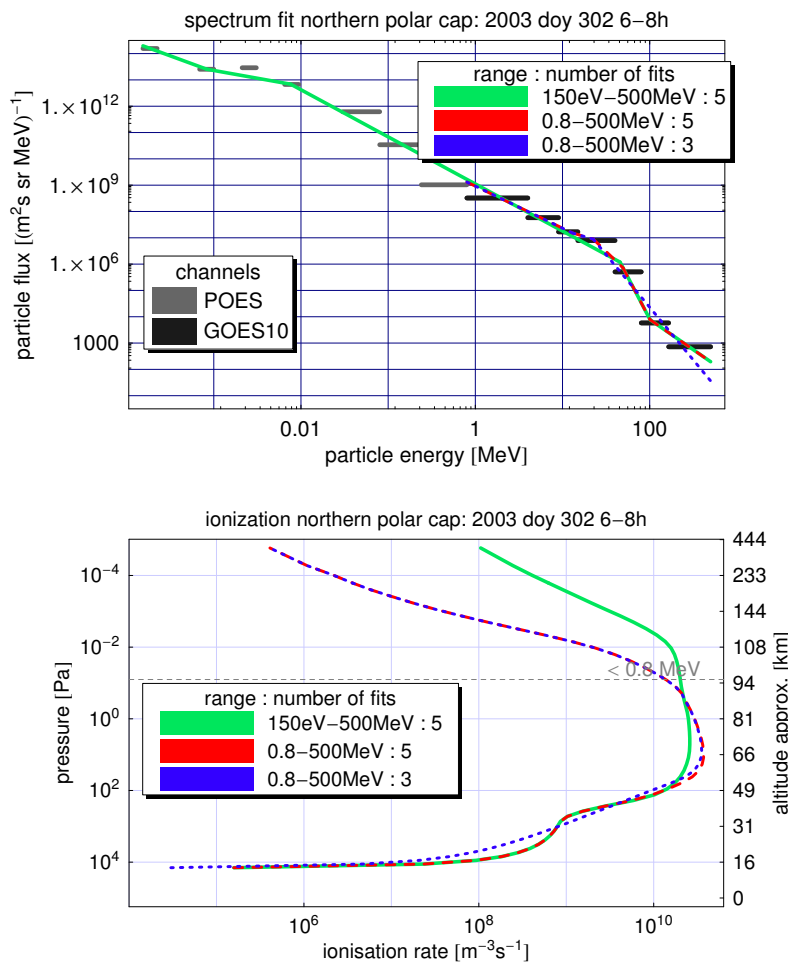 spectrum fit northern polar cap: 2003 doy 302 6−8h
range : number of fits
150eV−500MeV : 5
0.8−500MeV : 5
0.8−500MeV : 3
1.×10¹²
1.×10⁹
1.×10⁶
1000
particle flux [(m²s sr MeV)⁻¹]
channels
POES
GOES10
0.01 1 100
particle energy [MeV]
ionization northern polar cap: 2003 doy 302 6−8h
10⁻⁴
10⁻²
10⁰
10²
10⁴
pressure [Pa]
444
233
144
108
94
81
66
49
31
16
0
altitude approx. [km]
< 0.8 MeV
range : number of fits
150eV−500MeV : 5
0.8−500MeV : 5
0.8−500MeV : 3
10⁶ 10⁸ 10¹⁰
ionisation rate [m⁻³s⁻¹]